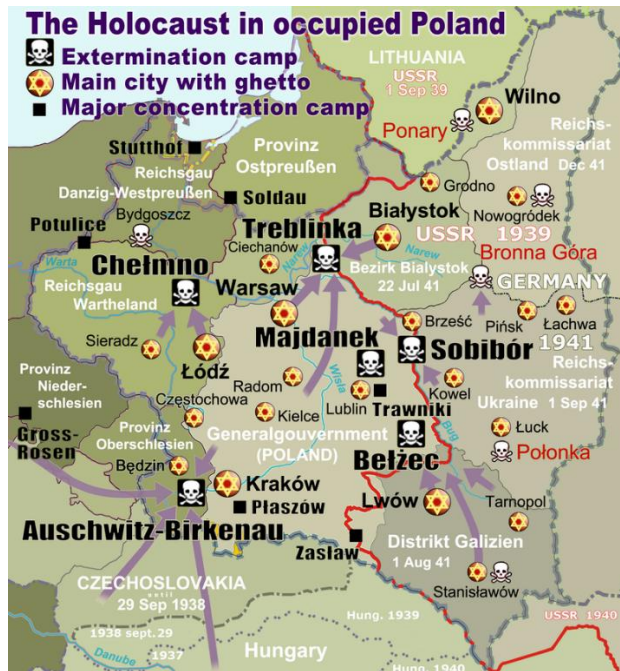 The Holocaust in occupied Poland
Extermination camp
Main city with ghetto
Major concentration camp
LITHUANIA
USSR
1 Sep 39
Wilno
Ponary
Reichs-
kommissariat
Ostland Dec 41
Stutthof
Provinz
Ostpreußen
Reichsgau
Danzig-Westpreußen
Soldau
Grodno
Nowogródek
Bydgoszcz
Potulice
Treblinka
Białystok
Ciechanów
USSR 1939
Narew
Narew
Bronna Góra
Warta
Chełmno
Warsaw
Bezirk Bialystok
22 Jul 41
GERMANY
Reichsgau
Wartheland
Majdanek
Brześć
Pińsk
Łachwa
Sieradz
Łódź
Sobibór
1941
Reichs-
kommissariat
Ukraine 1 Sep 41
Provinz
Nieder-
schlesien
Radom
Wisła
Lublin
Trawniki
Kowel
Częstochowa
Kielce
Łuck
Gross-
Rosen
Provinz
Oberschlesien
Generalgouvernment
(POLAND)
Bug
Połonka
Będzin
Bełżec
Kraków
Płaszów
Lwów
Tarnopol
Auschwitz-Birkenau
Zasław
Distrikt Galizien
1 Aug 41
CZECHOSLOVAKIA
until
29 Sep 1938
Stanisławów
1938 sept. 29
Hung. 1939
USSR 1940
1937
Danube
Hungary
Hung. 1940